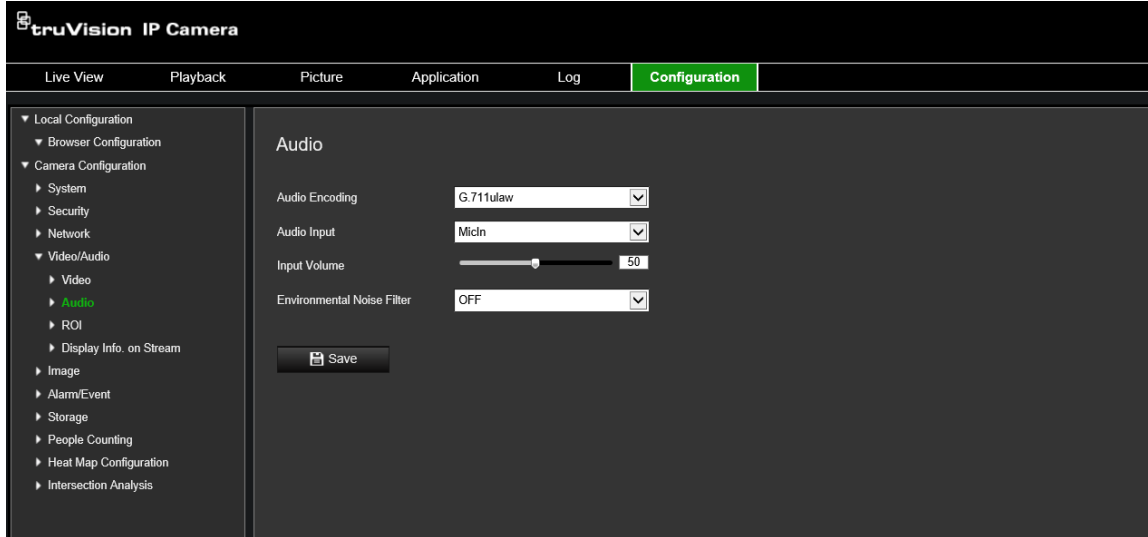 truVision IP Camera
Live View Playback Picture Application Log Configuration
Local Configuration
Browser Configuration
Camera Configuration
System
Security
Network
Video/Audio
Video
Audio
ROI
Display Info. on Stream
Image
Alarm/Event
Storage
People Counting
Heat Map Configuration
Intersection Analysis
Audio
Audio Encoding G.711ulaw
Audio Input MicIn
Input Volume 50
Environmental Noise Filter OFF
Save